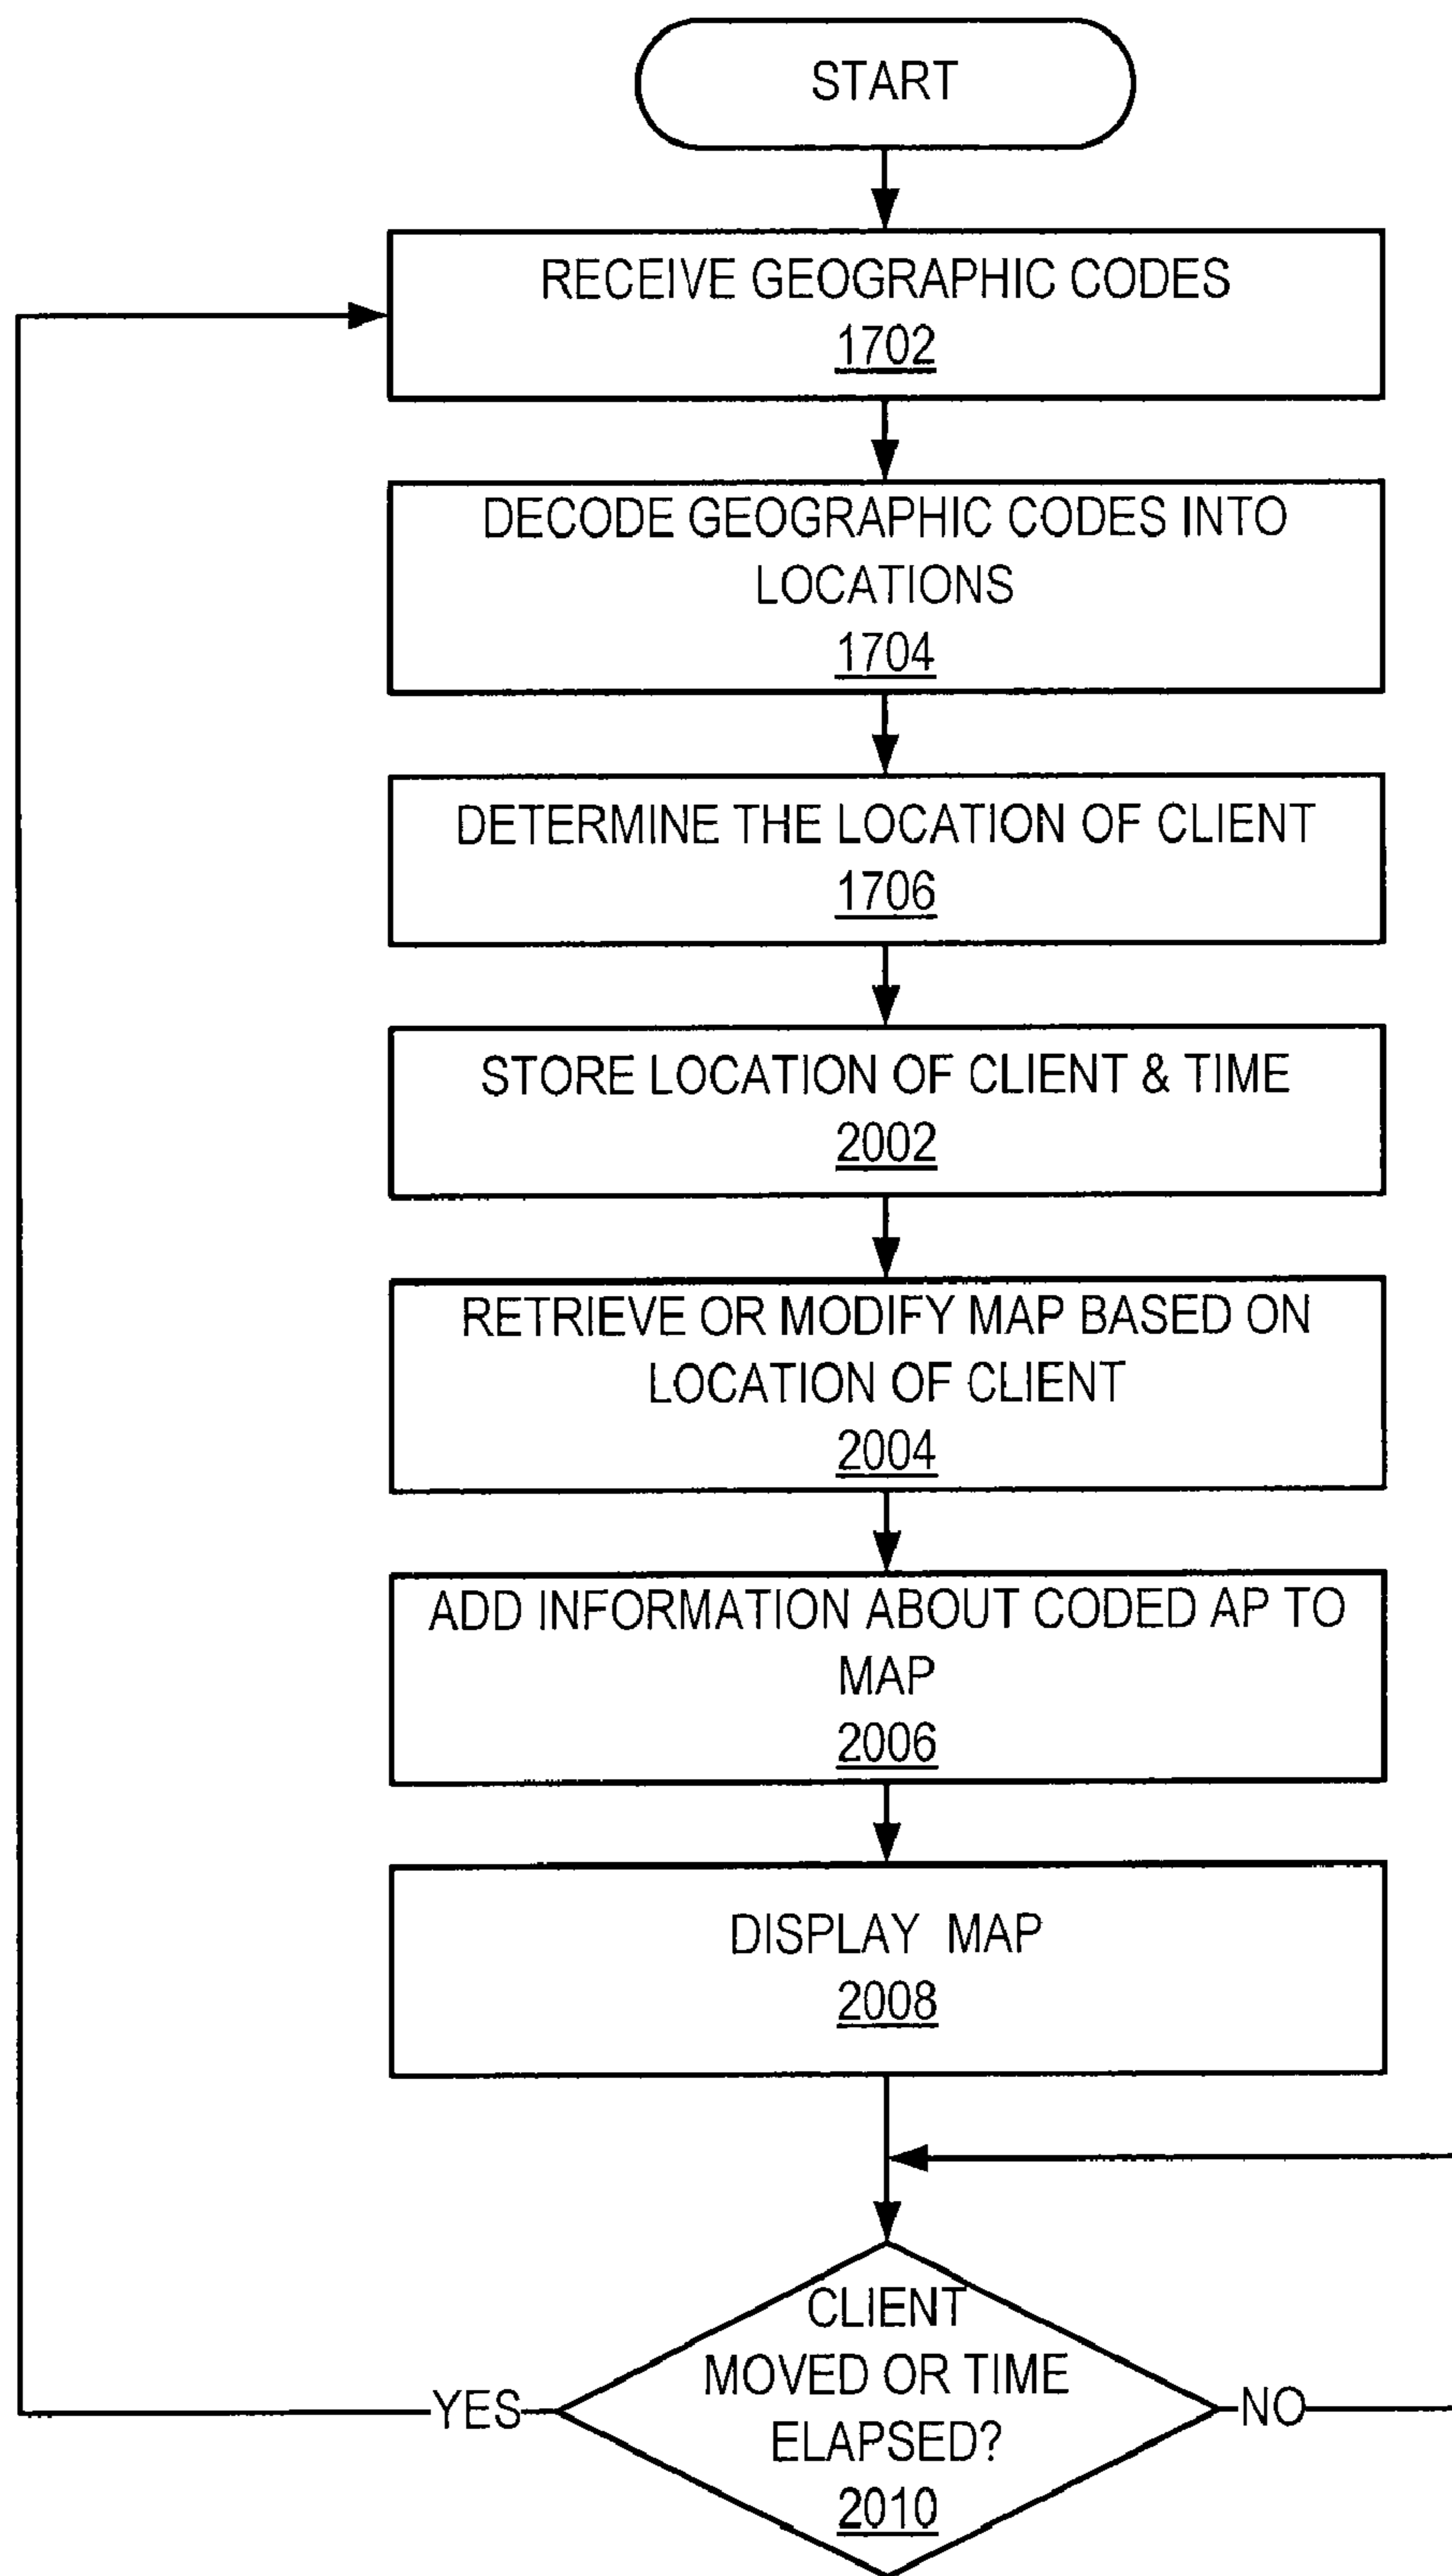 START
RECEIVE GEOGRAPHIC CODES
1702
DECODE GEOGRAPHIC CODES INTO
LOCATIONS
1704
DETERMINE THE LOCATION OF CLIENT
1706
STORE LOCATION OF CLIENT & TIME
2002
RETRIEVE OR MODIFY MAP BASED ON
LOCATION OF CLIENT
2004
ADD INFORMATION ABOUT CODED AP TO
MAP
2006
DISPLAY MAP
2008
CLIENT
MOVED OR TIME
ELAPSED?
2010
YES
NO